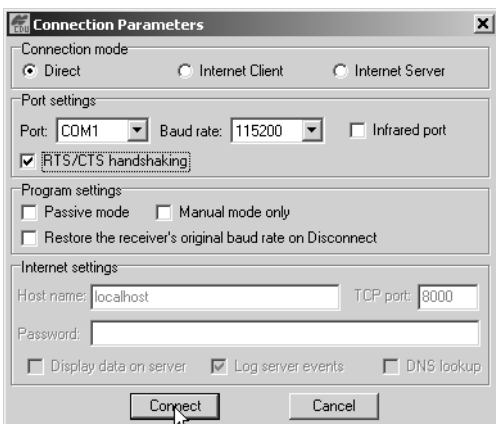 CDU Connection Parameters
Connection mode
Direct Internet Client Internet Server
Port settings
Port: COM1 Baud rate: 115200 Infrared port
RTS/CTS handshaking
Program settings
Passive mode Manual mode only
Restore the receiver's original baud rate on Disconnect
Internet settings
Host name: localhost TCP port: 8000
Password:
Display data on server Log server events DNS lookup
Connect Cancel